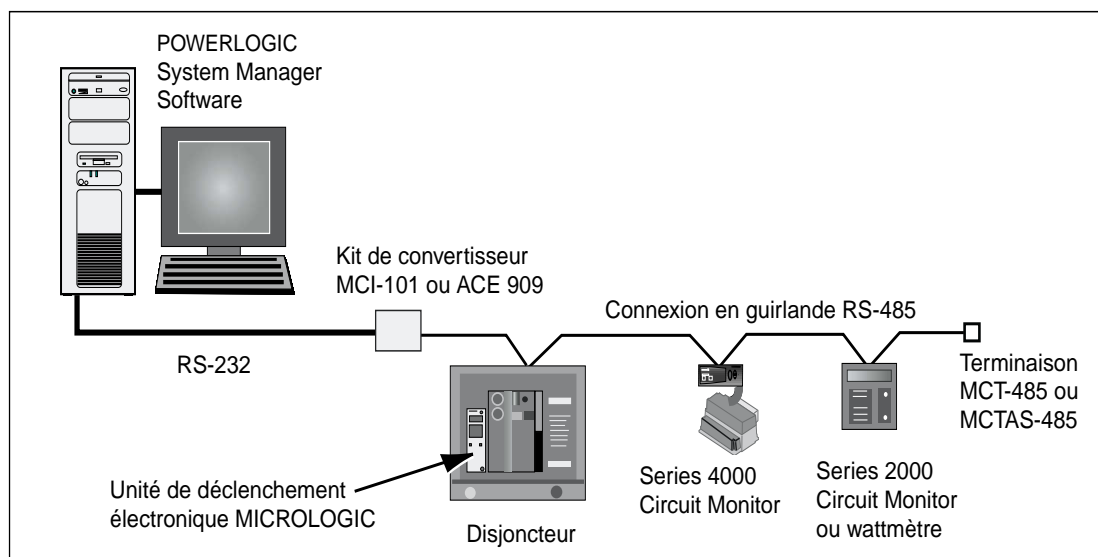 POWERLOGIC
System Manager
Software
Kit de convertisseur
MCI-101 ou ACE 909
Connexion en guirlande RS-485
RS-232
Terminaison
MCT-485 ou
MCTAS-485
Unité de déclenchement
électronique MICROLOGIC
Disjoncteur
Series 4000
Circuit Monitor
Series 2000
Circuit Monitor
ou wattmètre